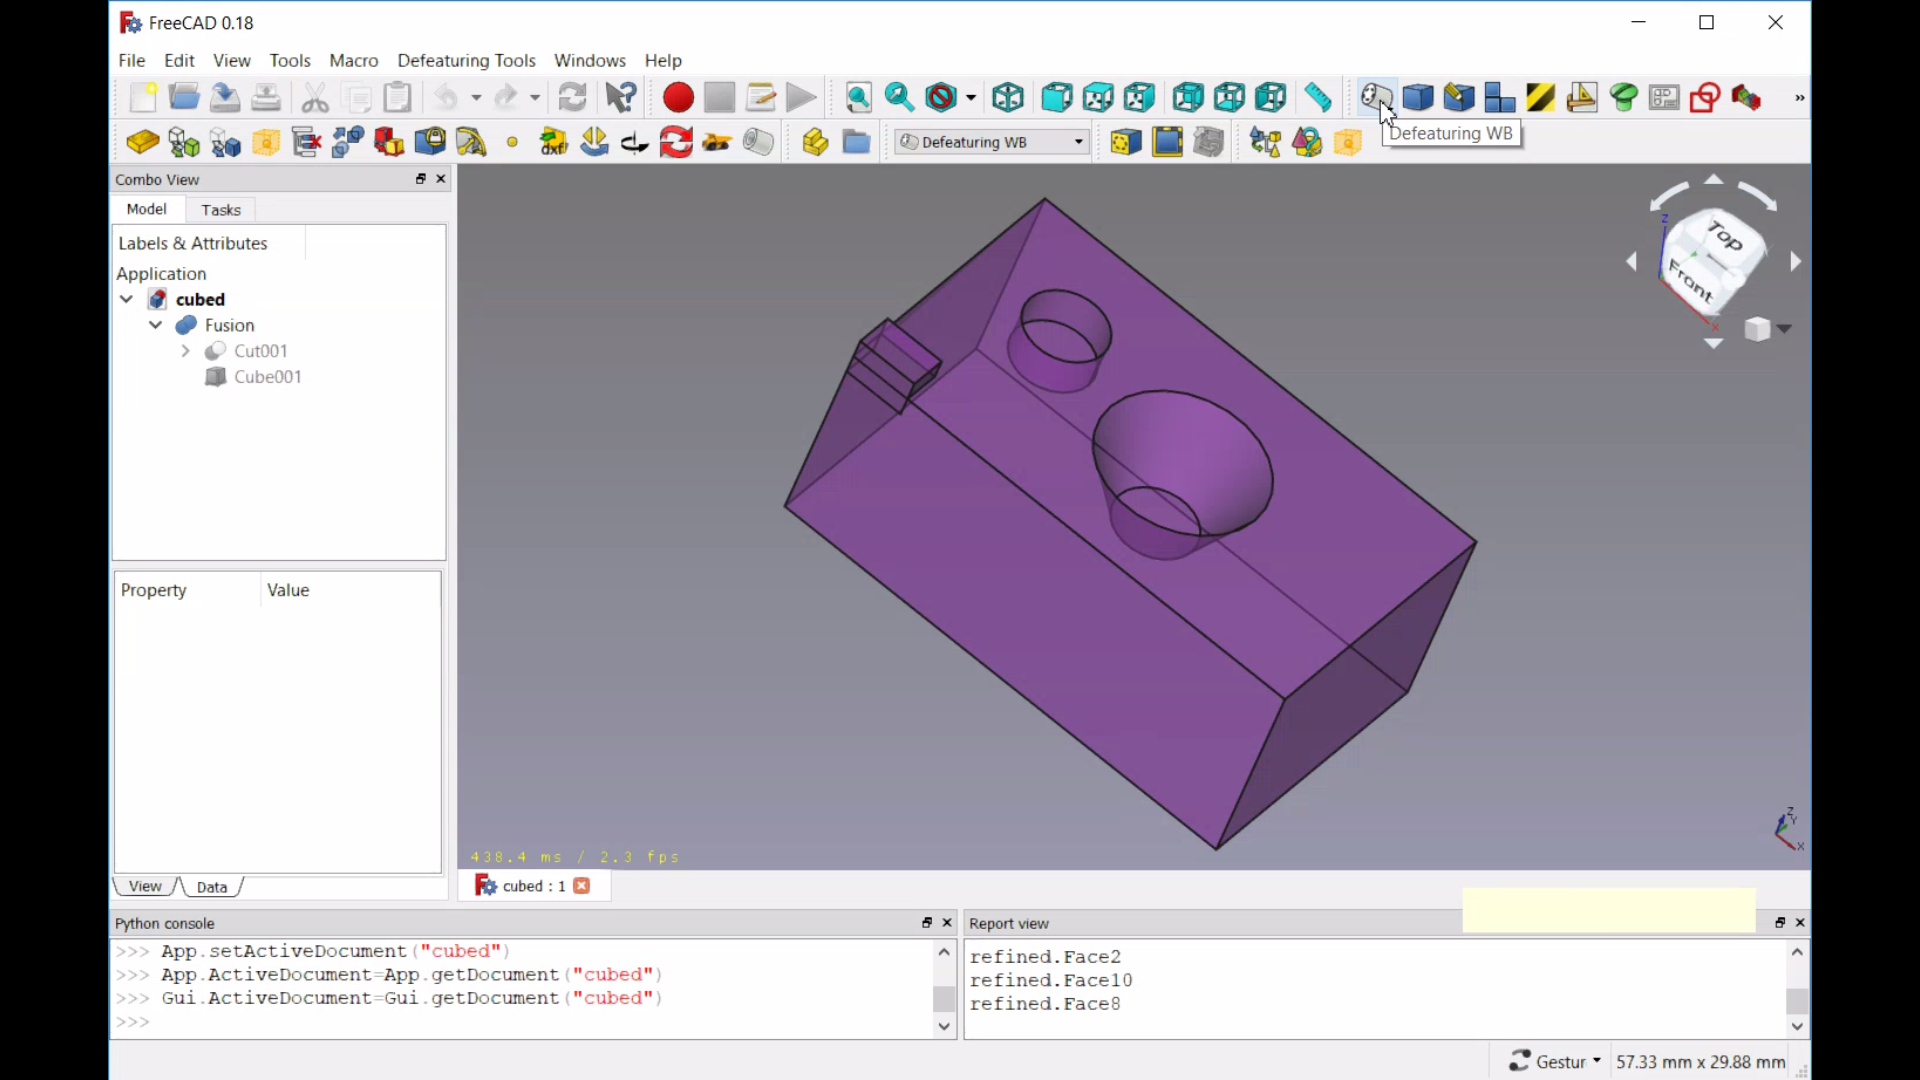 FreeCAD 0.18
File Edit View Tools Macro Defeaturing Tools Windows Help
»
dxf
Defeaturing WB
Defeaturing WB
Combo View
Model Tasks
Labels & Attributes
Application
cubed
Fusion
Cut001
Cube001
Property Value
View Data
Top
Front
Z
X
438.4 ms / 2.3 fps
Z
Y
X
cubed : 1
Python console
>>> App.setActiveDocument("cubed")
>>> App.ActiveDocument=App.getDocument("cubed")
>>> Gui.ActiveDocument=Gui.getDocument("cubed")
>>>
Report view
refined.Face2
refined.Face10
refined.Face8
Gestur
57.33 mm x 29.88 mm